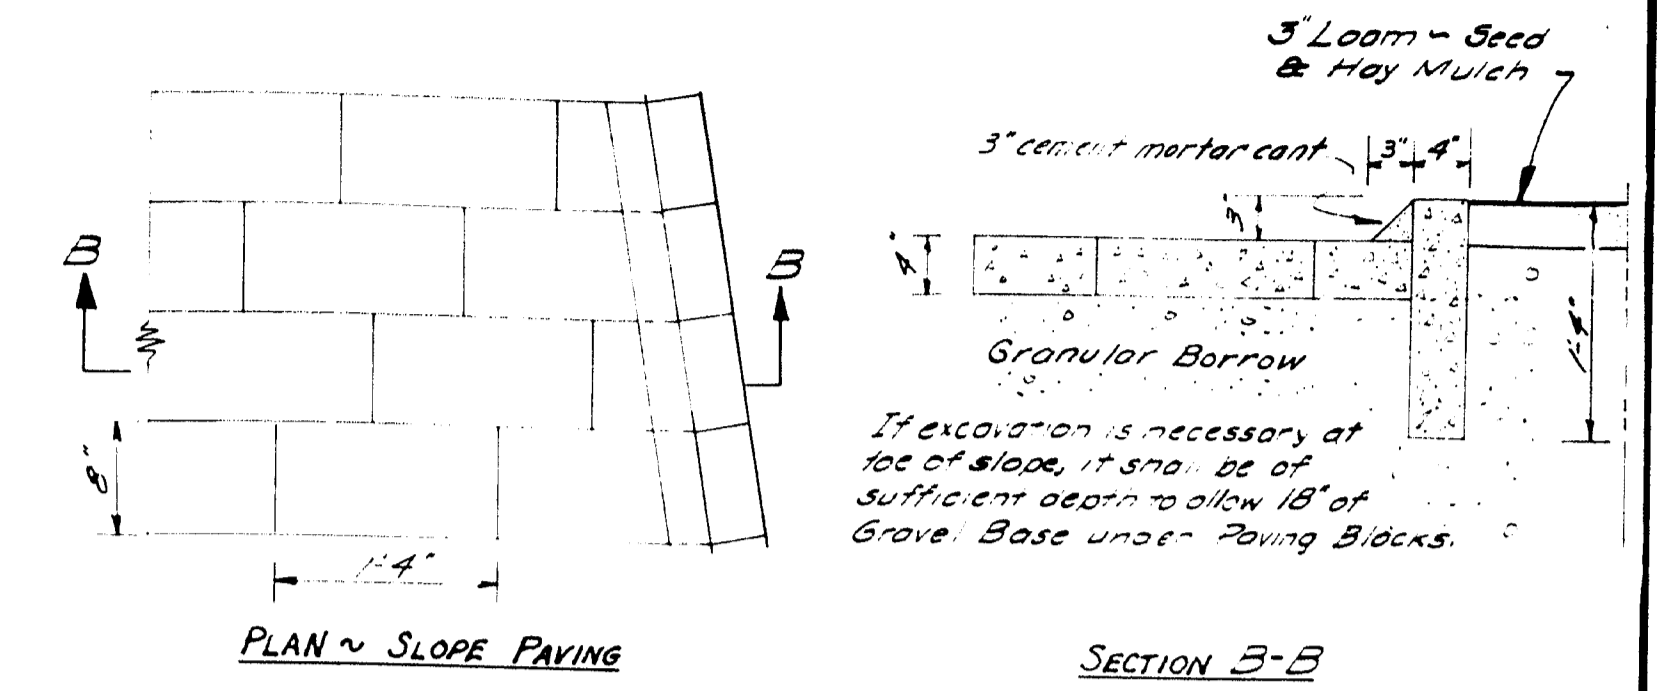 3" Loam ~ Seed
& Hay Mulch
3" cement mortar cant
3"
4"
3"
4"
1'-4"
B
B
8"
1'-4"
Granular Borrow
If excavation is necessary at
toe of slope, it shall be of
sufficient depth to allow 18" of
Gravel Base under Paving Blocks.
PLAN ~ SLOPE PAVING
SECTION B-B